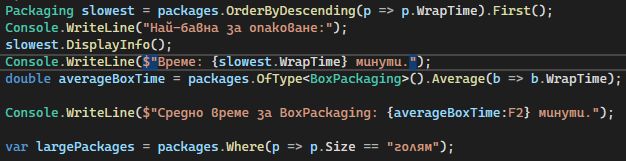 Packaging slowest = packages.OrderByDescending(p => p.WrapTime).First();
Console.WriteLine("Най-бавна за опаковане:");
slowest.DisplayInfo();
Console.WriteLine($"Време: {slowest.WrapTime} минути.");
double averageBoxTime = packages.OfType<BoxPackaging>().Average(b => b.WrapTime);
Console.WriteLine($"Средно време за BoxPackaging: {averageBoxTime:F2} минути.");
var largePackages = packages.Where(p => p.Size == "голям");